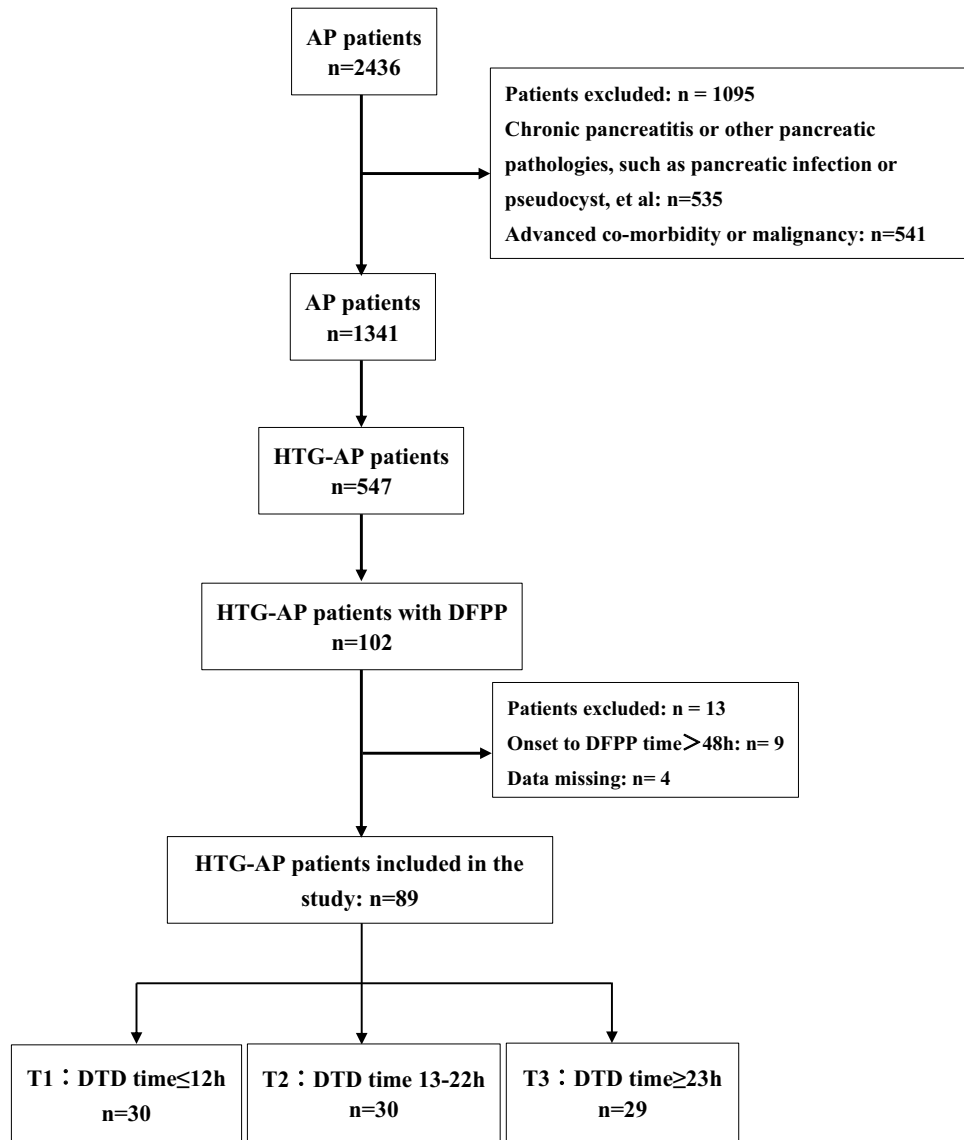 AP patients
n=2436
Patients excluded: n = 1095
Chronic pancreatitis or other pancreatic
pathologies, such as pancreatic infection or
pseudocyst, et al: n=535
Advanced co-morbidity or malignancy: n=541
AP patients
n=1341
HTG-AP patients
n=547
HTG-AP patients with DFPP
n=102
Patients excluded: n = 13
Onset to DFPP time＞48h: n= 9
Data missing: n= 4
HTG-AP patients included in the
study: n=89
T1：DTD time≤12h
n=30
T2：DTD time 13-22h
n=30
T3：DTD time≥23h
n=29